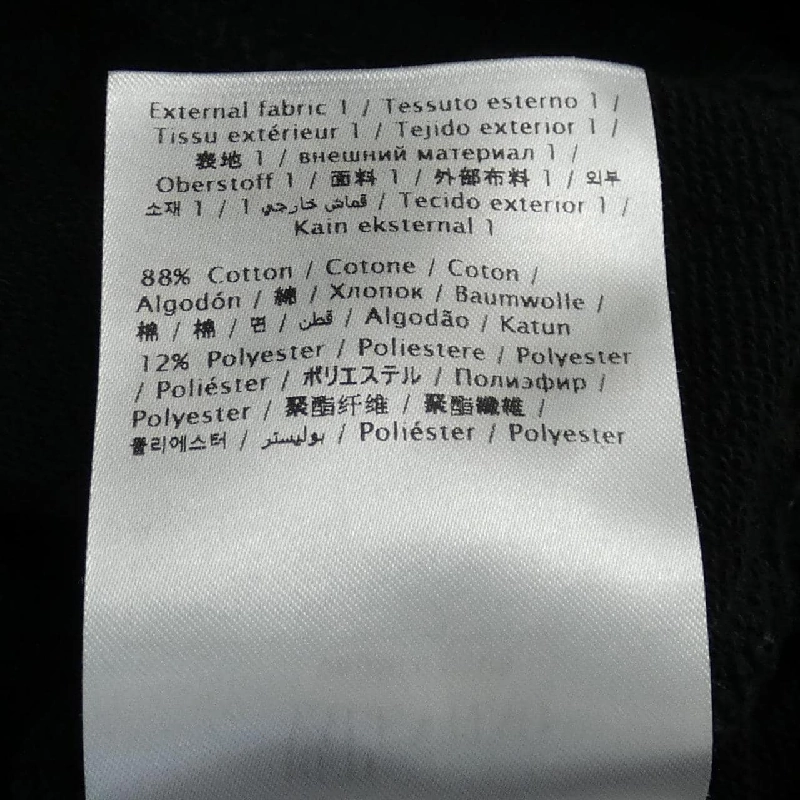 External fabric 1 / Tessuto esterno 1 /
Tissu extérieur 1 / Tejido exterior 1 /
表地 1 / внешний материал 1 /
Oberstoff 1 / 面料 1 / 外部布料 1 / 외부
소재 1 / قماش خارجي 1 / Tecido exterior 1 /
Kain eksternal 1
88% Cotton / Cotone / Coton /
Algodón / 綿 / Хлопок / Baumwolle /
棉 / 棉 / 면 / قطن / Algodão / Katun
12% Polyester / Poliestere / Polyester
/ Poliéster / ポリエステル / Полиэфир /
Polyester / 聚酯纤维 / 聚酯纖維 /
폴리에스터 / بوليستر / Poliéster / Polyester